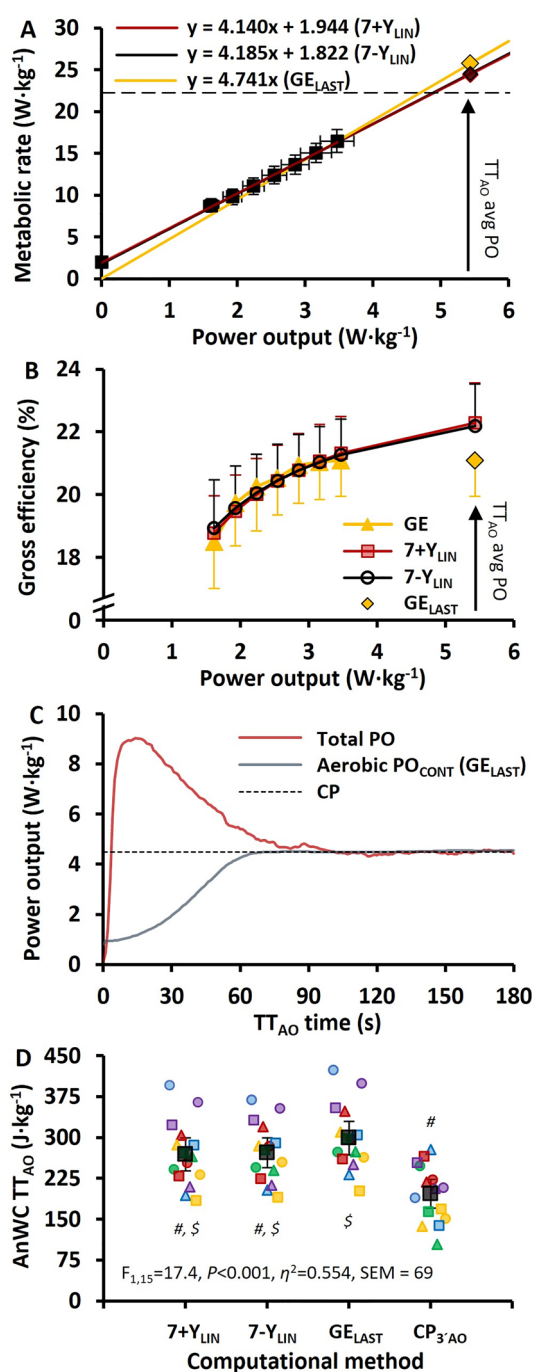 A
y = 4.140x + 1.944 (7+Y_LIN)
y = 4.185x + 1.822 (7-Y_LIN)
y = 4.741x (GE_LAST)
Metabolic rate (W·kg⁻¹)
30
25
20
15
10
5
0
TT_AO avg PO
0 1 2 3 4 5 6
Power output (W·kg⁻¹)
B
Gross efficiency (%)
24
22
20
18
0
GE
7+Y_LIN
7-Y_LIN
GE_LAST
TT_AO avg PO
0 1 2 3 4 5 6
Power output (W·kg⁻¹)
C
Power output (W·kg⁻¹)
10
8
6
4
2
0
Total PO
Aerobic PO_CONT (GE_LAST)
CP
0 30 60 90 120 150 180
TT_AO time (s)
D
AnWC TT_AO (J·kg⁻¹)
450
375
300
225
150
75
0
#
#, $ #, $ $
F₁,₁₅=17.4, P<0.001, η²=0.554, SEM = 69
7+Y_LIN 7-Y_LIN GE_LAST CP_3´AO
Computational method